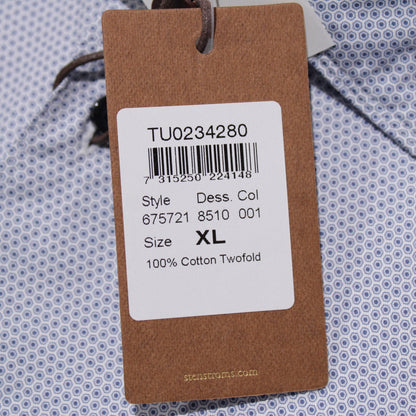 TU0234280
7 315250 224148
Style Dess. Col
675721 8510 001
Size XL
100% Cotton Twofold
stenstroms.com